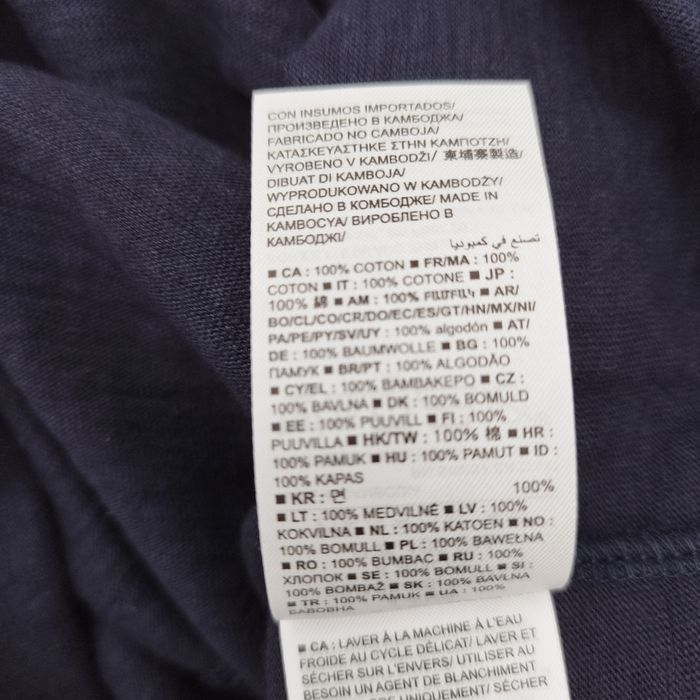 CON INSUMOS IMPORTADOS/
ПРОИЗВЕДЕНО В КАМБОДЖА/
FABRICADO NO CAMBOJA/
ΚΑΤΑΣΚΕΥΑΣΤΗΚΕ ΣΤΗΝ ΚΑΜΠΟΤΖΗ/
VYROBENO V KAMBODŽI/ 柬埔寨製造/
DIBUAT DI KAMBOJA/
WYPRODUKOWANO W KAMBODŻY/
СДЕЛАНО В КОМБОДЖЕ/ MADE IN
KAMBOCYA/ ВИРОБЛЕНО В
КАМБОДЖІ/
تصنع في كمبوديا
■ CA : 100% COTON ■ FR/MA : 100%
COTON ■ IT : 100% COTONE ■ JP :
100% 綿 ■ AM : 100% ԲԱՄԲԱԿ ■ AR/
BO/CL/CO/CR/DO/EC/ES/GT/HN/MX/NI/
PA/PE/PY/SV/UY : 100% algodón ■ AT/
DE : 100% BAUMWOLLE ■ BG : 100%
ПАМУК ■ BR/PT : 100% ALGODÃO
■ CY/EL : 100% ΒΑΜΒΑΚΕΡΟ ■ CZ :
100% BAVLNA ■ DK : 100% BOMULD
■ EE : 100% PUUVILL ■ FI : 100%
PUUVILLA ■ HK/TW : 100% 棉 ■ HR :
100% PAMUK ■ HU : 100% PAMUT ■ ID :
100% KAPAS
■ KR : 면 100%
■ LT : 100% MEDVILNĖ ■ LV : 100%
KOKVILNA ■ NL : 100% KATOEN ■ NO :
100% BOMULL ■ PL : 100% BAWEŁNA
■ RO : 100% BUMBAC ■ RU : 100%
ХЛОПОК ■ SE : 100% BOMULL ■ SI :
100% BOMBAŽ ■ SK : 100% BAVLNA
■ TR : 100% PAMUK ■ UA : 100%
БАВОВНА
■ CA : LAVER À LA MACHINE À L'EAU
FROIDE AU CYCLE DÉLICAT/ LAVER ET
SÉCHER SUR L'ENVERS/ UTILISER AU
BESOIN UN AGENT DE BLANCHIMENT
UNIQUEMENT/ SÉCHER